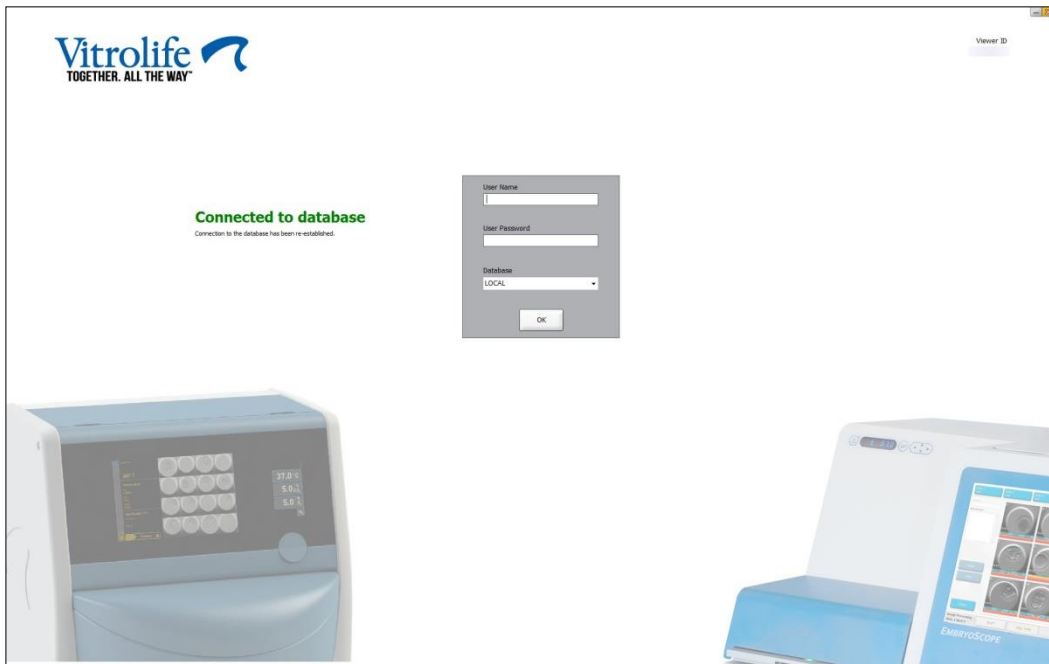 Vitrolife
TOGETHER. ALL THE WAY™
Viewer ID
Connected to database
Connection to the database has been re-established.
User Name
User Password
Database
LOCAL
OK
37.0
5.0
5.0
EMBRYOSCOPE